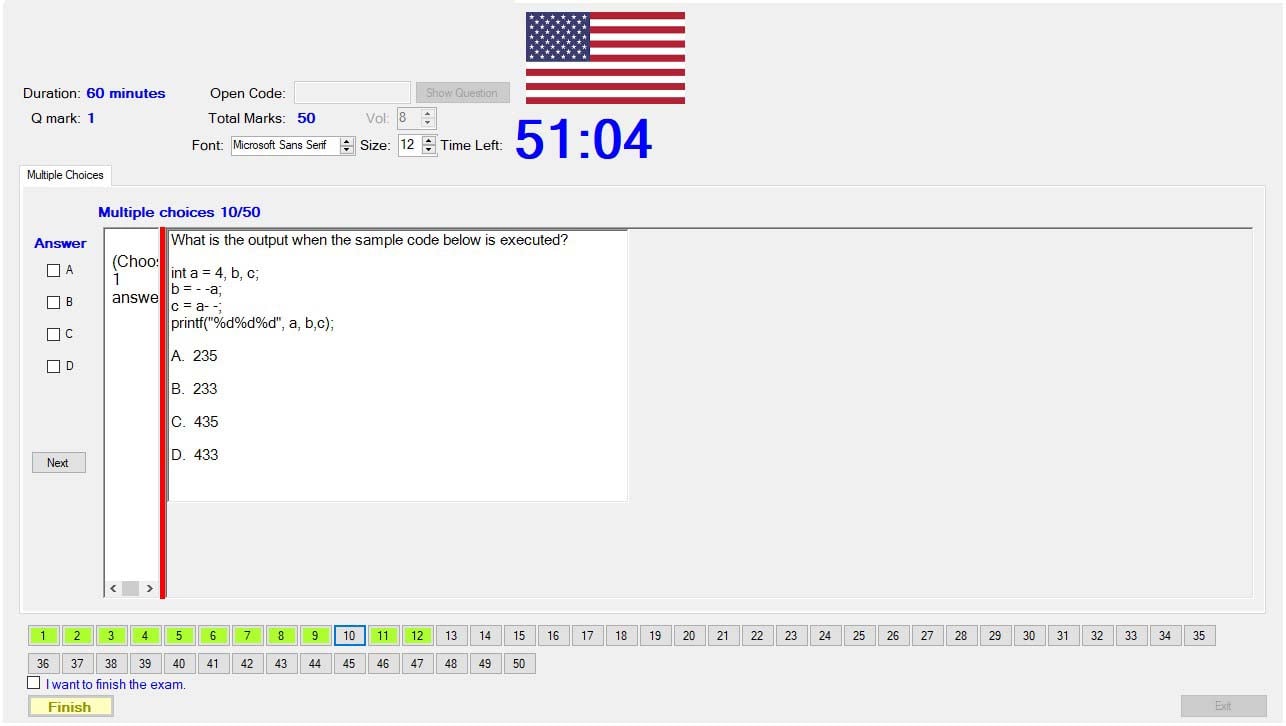 Duration: 60 minutes
Open Code:
Show Question
Q mark: 1
Total Marks: 50
Vol: 8
Font: Microsoft Sans Serif
Size: 12
Time Left: 51:04
Multiple Choices
Multiple choices 10/50
Answer
A
B
C
D
Next
(Choos
1
answe
What is the output when the sample code below is executed?
int a = 4, b, c;
b = - -a;
c = a- -;
printf("%d%d%d", a, b,c);
A. 235
B. 233
C. 435
D. 433
1 2 3 4 5 6 7 8 9 10 11 12 13 14 15 16 17 18 19 20 21 22 23 24 25 26 27 28 29 30 31 32 33 34 35
36 37 38 39 40 41 42 43 44 45 46 47 48 49 50
I want to finish the exam.
Finish
Exit